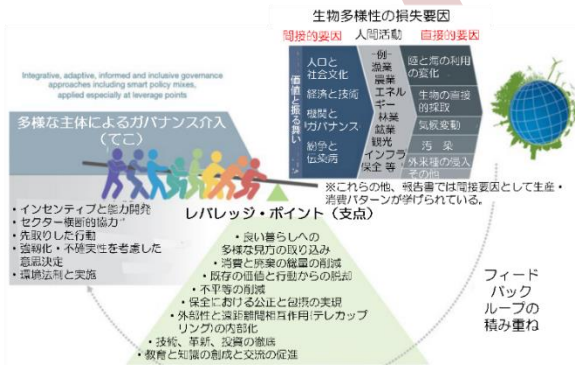 生物多様性の損失要因
間接的要因 人間活動 直接的要因
Integrative, adaptive, informed and inclusive governance
approaches including smart policy mixes,
applied especially at leverage points
多様な主体によるガバナンス介入
(てこ)
価値と振る舞い
人口と
社会文化
経済と技術
機関と
ガバナンス
紛争と
伝染病
-例-
漁業
農業
エネル
ギー
林業
鉱業
観光
インフラ
保全 等
陸と海の利用
の変化
生物の直接
的採取
気候変動
汚 染
外来種の侵入
その他
※これらの他、報告書では間接要因として生産・
消費パターンが挙げられている。
・インセンティブと能力開発
・セクター横断的協力
・先取りした行動
・強靭化・不確実性を考慮した
意思決定
・環境法制と実施
レバレッジ・ポイント(支点)
・良い暮らしへの
多様な見方の取り込み
・消費と廃棄の総量の削減
・既存の価値と行動からの脱却
・不平等の削減
・保全における公正と包摂の実現
・外部性と遠距離間相互作用(テレカップ
リング)の内部化
・技術、革新、投資の徹底
・教育と知識の創成と交流の促進
フィード
バック
ループの
積み重ね